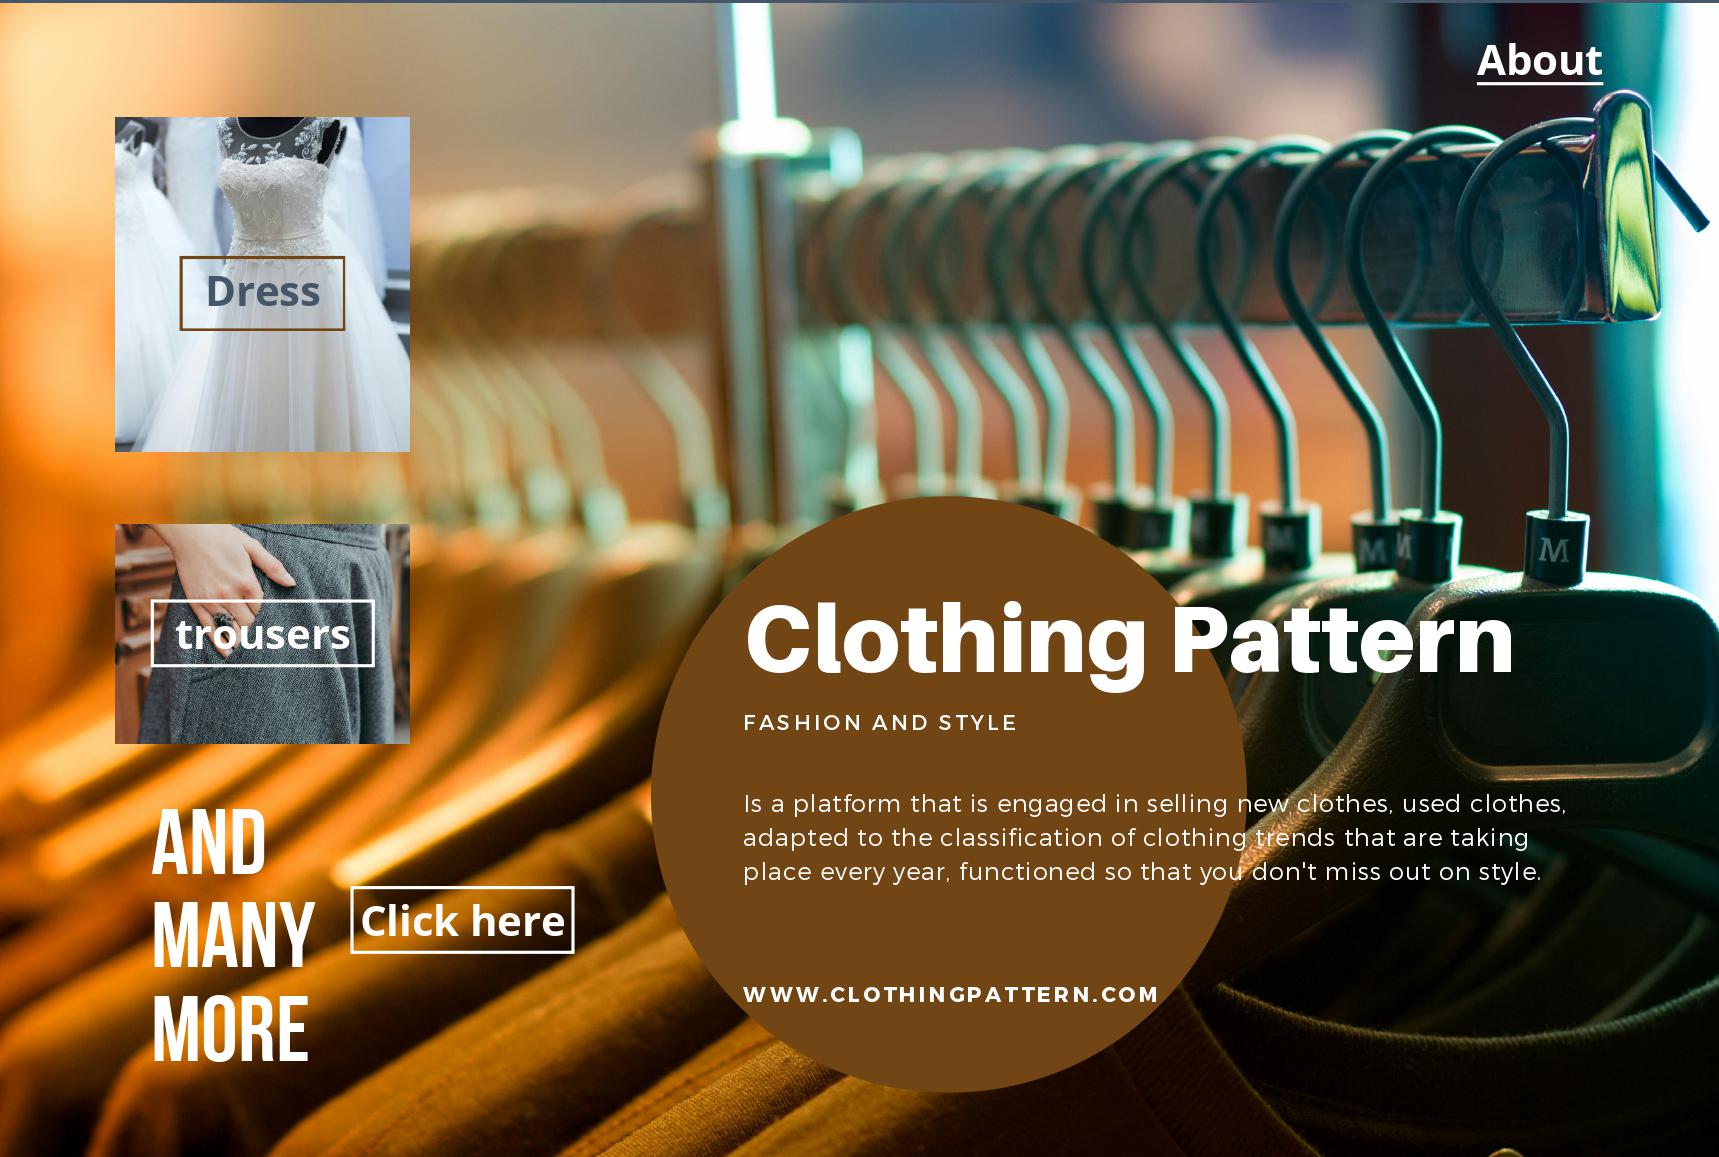 About
Dress
trousers
AND
MANY
MORE
Click here
Clothing Pattern
FASHION AND STYLE
Is a platform that is engaged in selling new clothes, used clothes,
adapted to the classification of clothing trends that are taking
place every year, functioned so that you don't miss out on style.
WWW.CLOTHINGPATTERN.COM
M
M
M